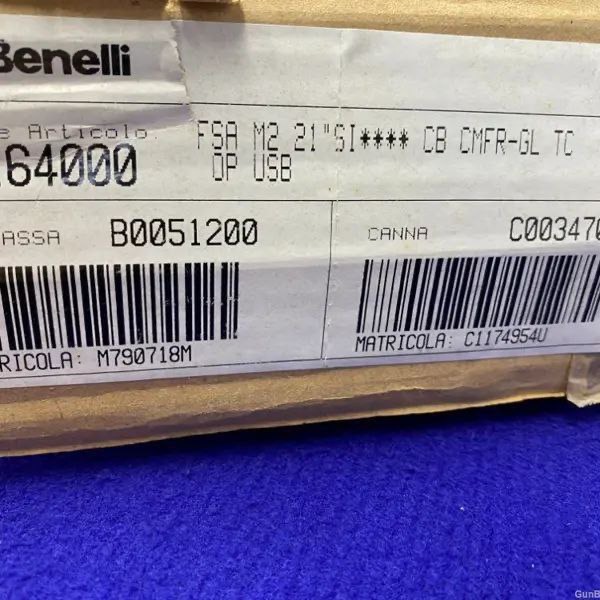 Benelli
e Articolo: FSA M2 21"SI**** CB CMFR-GL TC
64000 OP USB
ASSA B0051200 CANNA C00347
RICOLA: M790718M MATRICOLA: C1174954U
GunB